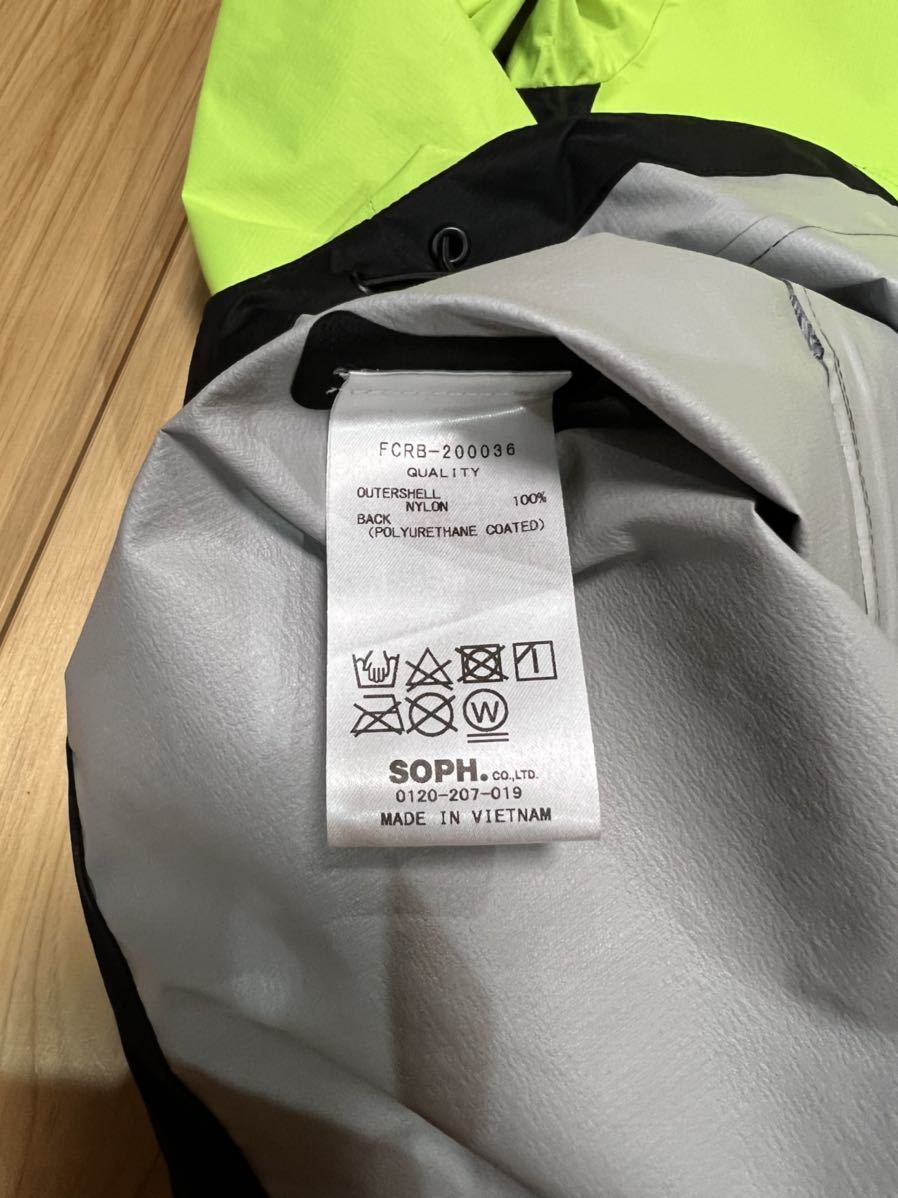 FCRB-200036
QUALITY
OUTERSHELL
NYLON 100%
BACK
(POLYURETHANE COATED)
W
SOPH. CO.,LTD.
0120-207-019
MADE IN VIETNAM